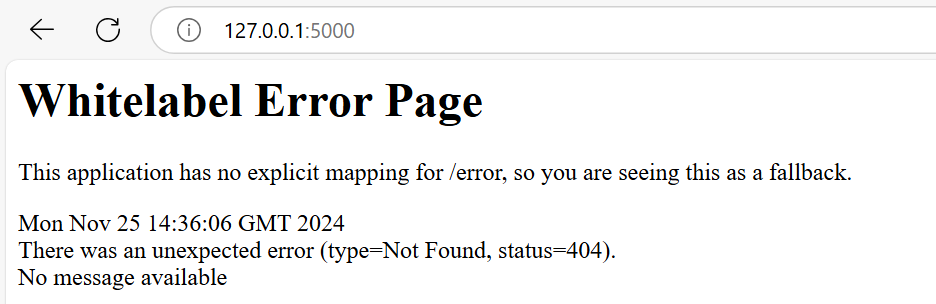 127.0.0.1:5000
Whitelabel Error Page
This application has no explicit mapping for /error, so you are seeing this as a fallback.
Mon Nov 25 14:36:06 GMT 2024
There was an unexpected error (type=Not Found, status=404).
No message available